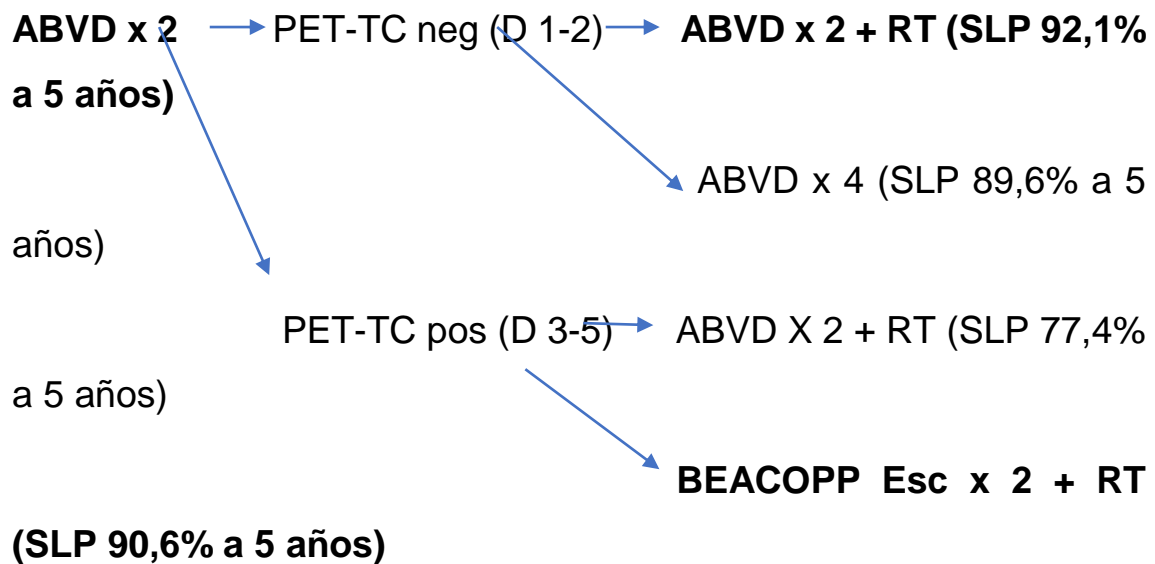 ABVD x 2 PET-TC neg (D 1-2) ABVD x 2 + RT (SLP 92,1%
a 5 años)
ABVD x 4 (SLP 89,6% a 5
años)
PET-TC pos (D 3-5) ABVD X 2 + RT (SLP 77,4%
a 5 años)
BEACOPP Esc x 2 + RT
(SLP 90,6% a 5 años)